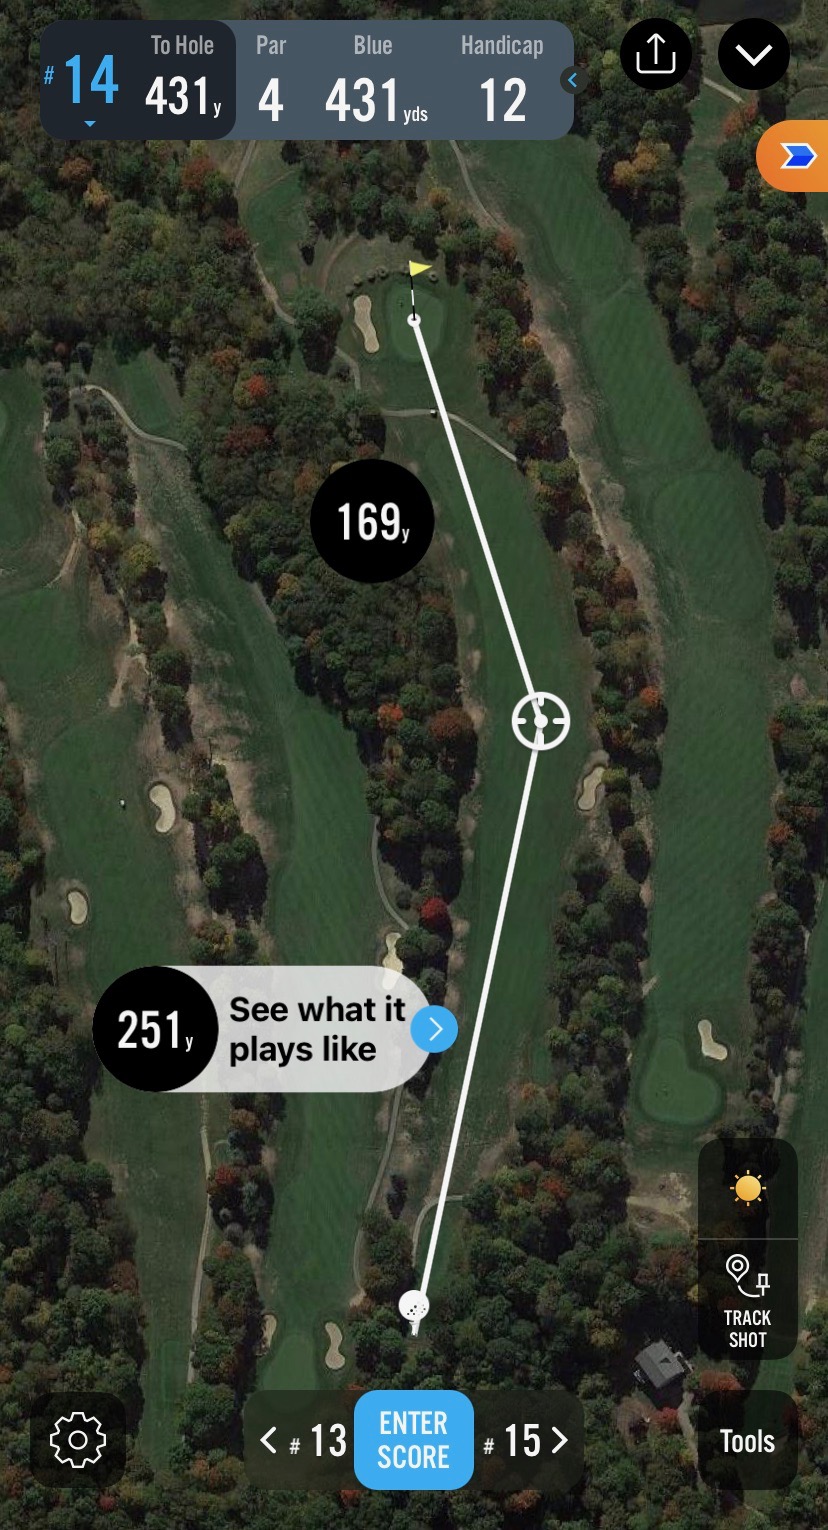 To Hole Par Blue Handicap
# 14 431y 4 431yds 12
169y
251y
See what it
plays like
TRACK
SHOT
< # 13 ENTER SCORE # 15 >
Tools